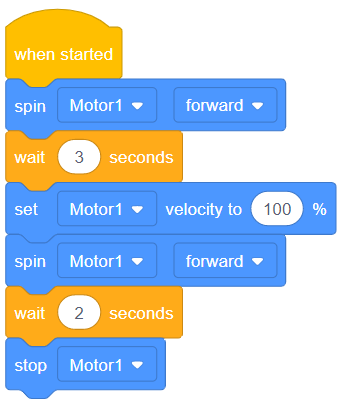 when started
spin Motor1 forward
wait 3 seconds
set Motor1 velocity to 100 %
spin Motor1 forward
wait 2 seconds
stop Motor1